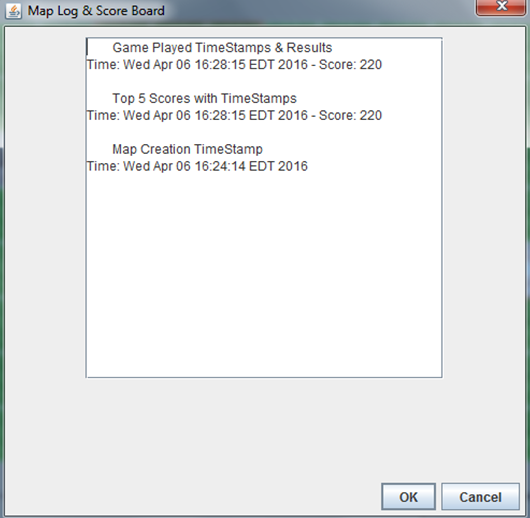 Map Log & Score Board
Game Played TimeStamps & Results
Time: Wed Apr 06 16:28:15 EDT 2016 - Score: 220
Top 5 Scores with TimeStamps
Time: Wed Apr 06 16:28:15 EDT 2016 - Score: 220
Map Creation TimeStamp
Time: Wed Apr 06 16:24:14 EDT 2016
OK Cancel